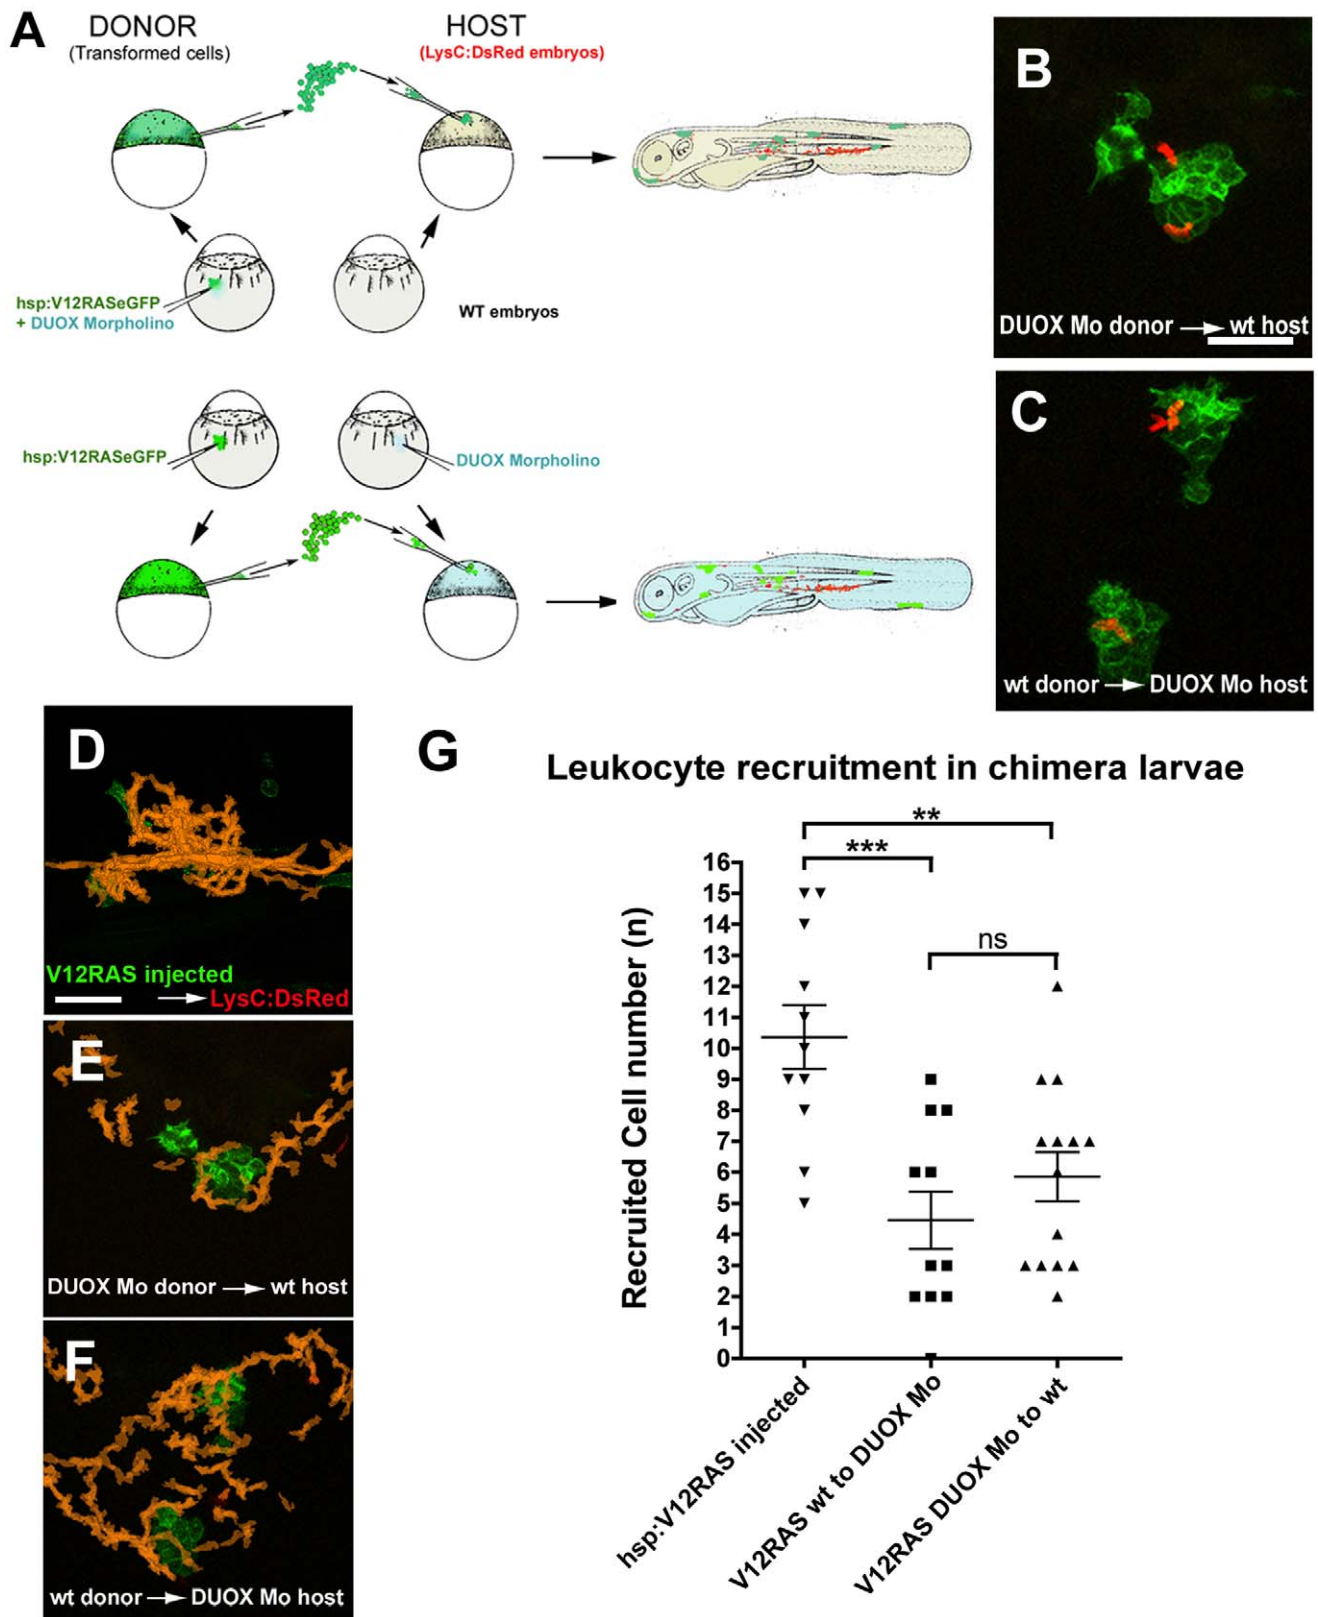 A
DONOR
(Transformed cells)
HOST
(LysC:DsRed embryos)
hsp:V12RASeGFP
+ DUOX Morpholino
WT embryos
hsp:V12RASeGFP
DUOX Morpholino
B
DUOX Mo donor → wt host
C
wt donor → DUOX Mo host
D
V12RAS injected
→ LysC:DsRed
E
DUOX Mo donor → wt host
F
wt donor → DUOX Mo host
G
Leukocyte recruitment in chimera larvae
**
***
ns
Recruited Cell number (n)
16
15
14
13
12
11
10
9
8
7
6
5
4
3
2
1
0
hsp:V12RAS injected
V12RAS wt to DUOX Mo
V12RAS DUOX Mo to wt